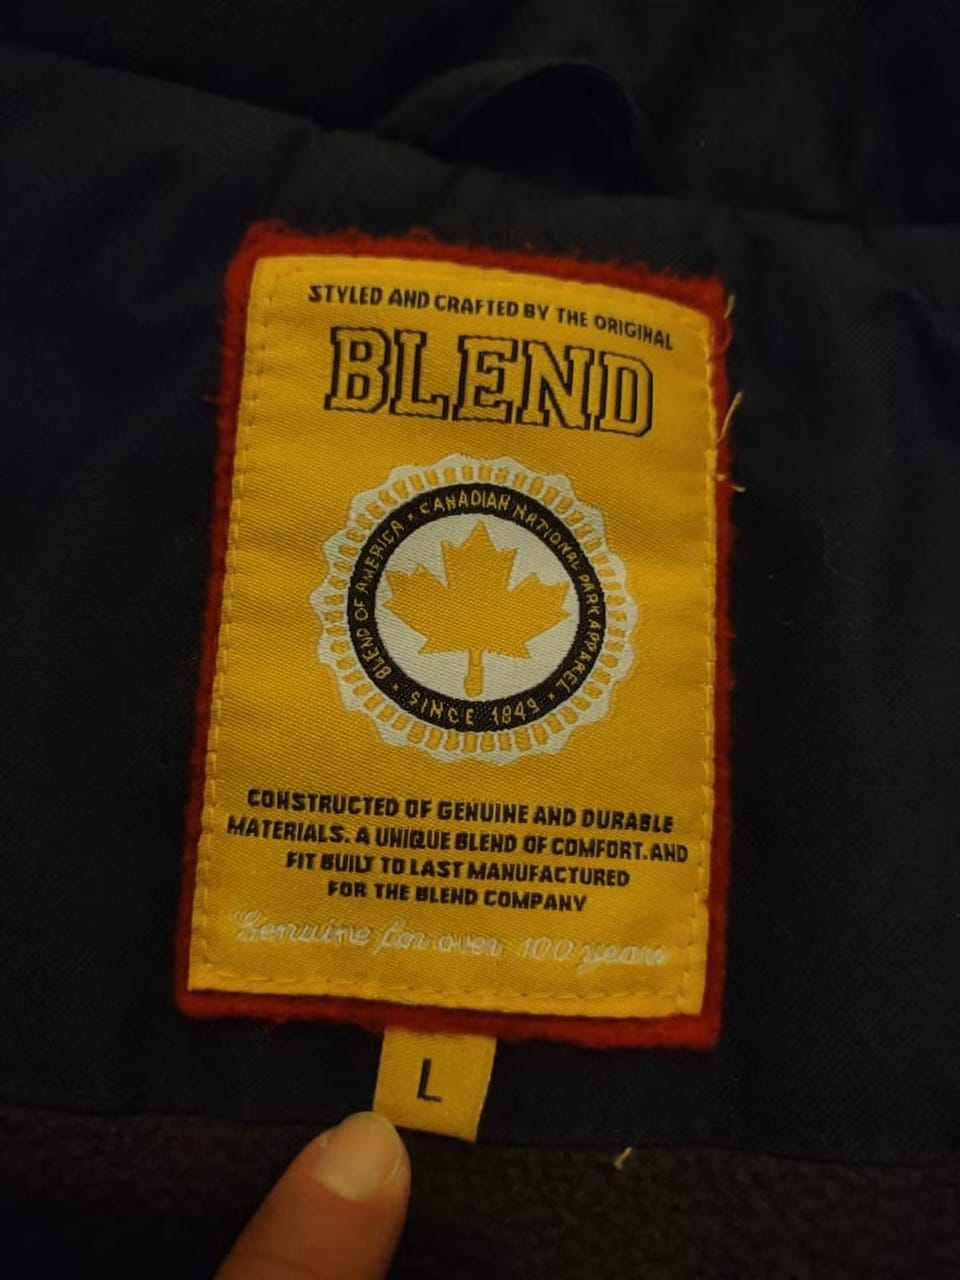 STYLED AND CRAFTED BY THE ORIGINAL
BLEND
BLEND OF AMERICA • CANADIAN NATIONAL PARK APPAREL •
SINCE 1849
CONSTRUCTED OF GENUINE AND DURABLE
MATERIALS. A UNIQUE BLEND OF COMFORT.AND
FIT BUILT TO LAST MANUFACTURED
FOR THE BLEND COMPANY
Genuine for over 100 years
L